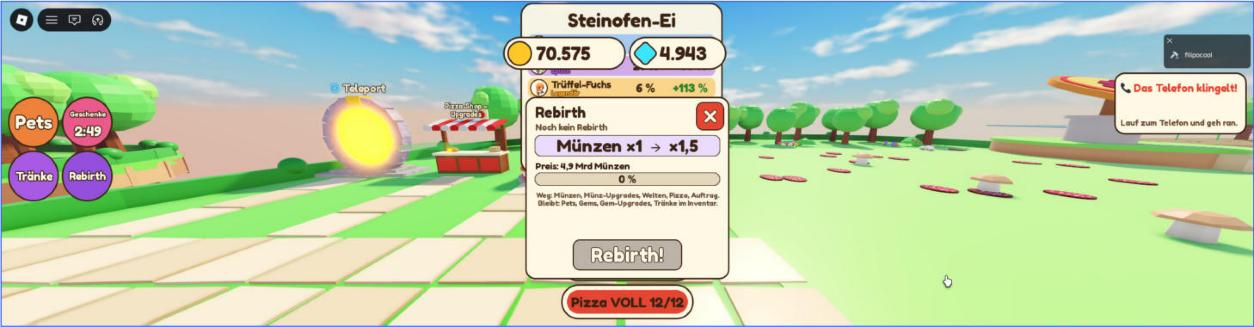 Steinofen-Ei
70.575
4.943
Trüffel-Fuchs
Legendär
6 %
+113 %
filipocool
Teleport
Pizza-Shop -
Upgrades
Das Telefon klingelt!
Lauf zum Telefon und geh ran.
Pets
Geschenke
2:49
Tränke
Rebirth
Rebirth
Noch kein Rebirth
Münzen x1 → x1,5
Preis: 4,9 Mrd Münzen
0 %
Weg: Münzen, Münz-Upgrades, Welten, Pizza, Auftrag.
Bleibt: Pets, Gems, Gem-Upgrades, Tränke im Inventar.
Rebirth!
Pizza VOLL 12/12